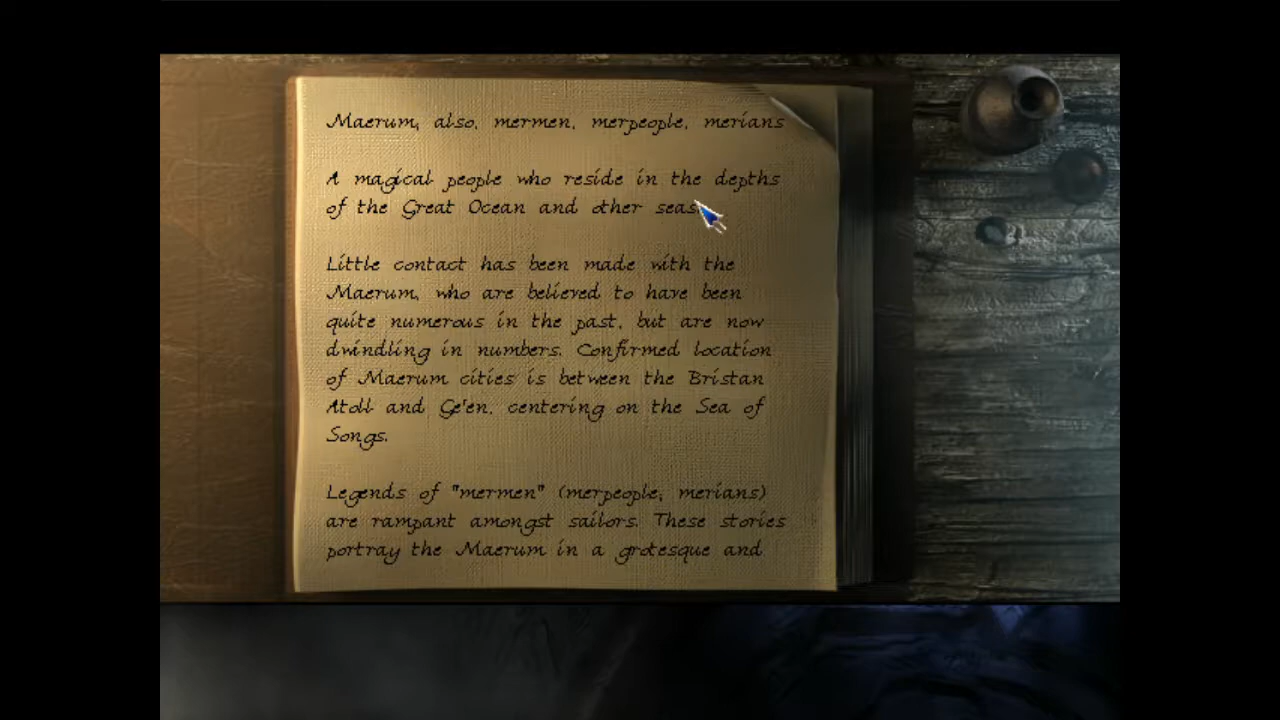 Maerum, also, mermen, merpeople, merians
A magical people who reside in the depths
of the Great Ocean and other seas
Little contact has been made with the
Maerum, who are believed to have been
quite numerous in the past, but are now
dwindling in numbers. Confirmed location
of Maerum cities is between the Bristan
Atoll and Ge'en, centering on the Sea of
Songs.
Legends of "mermen" (merpeople, merians)
are rampant amongst sailors. These stories
portray the Maerum in a grotesque and